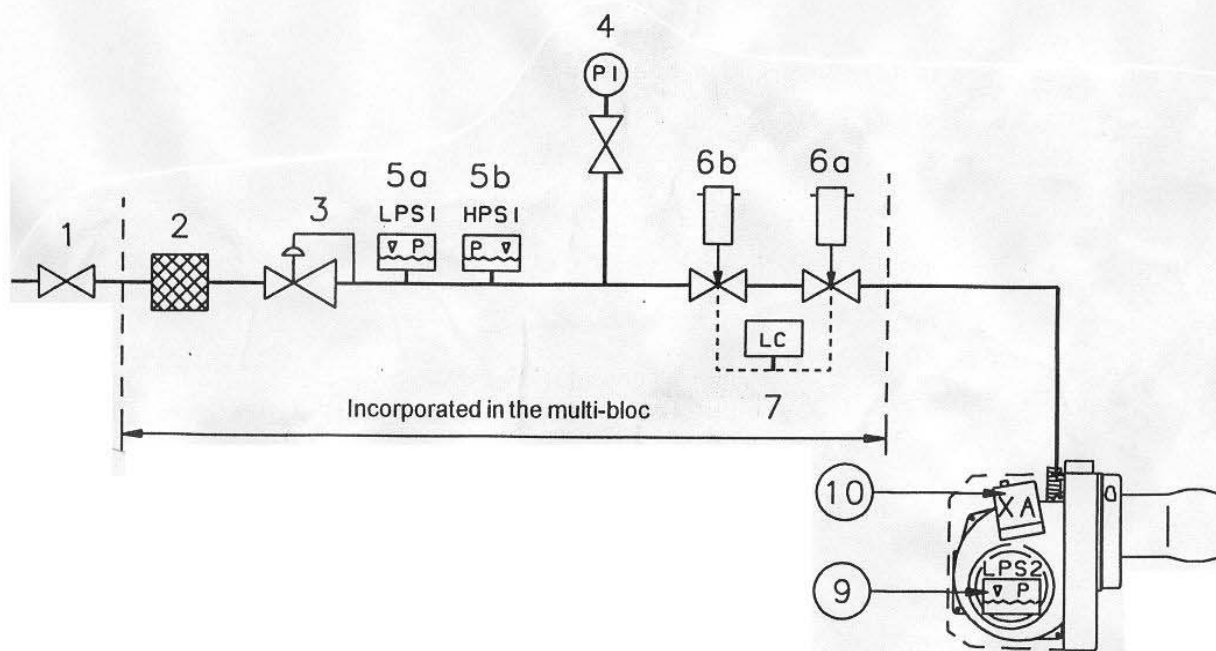 4
PI
6b 6a
5a 5b
LPS1 HPS1
1 2 3
P P
LC
7
Incorporated in the multi-bloc
10
XA
LPS2
9
P